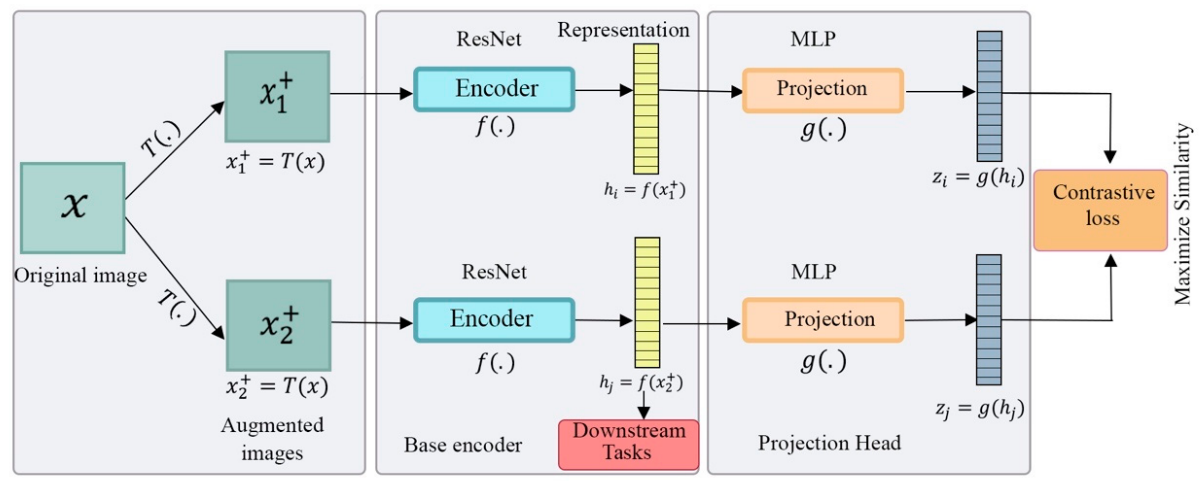 x
Original image
T(.)
T(.)
x₁⁺
x₁⁺ = T(x)
x₂⁺
x₂⁺ = T(x)
Augmented
images
ResNet
Encoder
f(.)
Representation
hᵢ = f(x₁⁺)
ResNet
Encoder
f(.)
hⱼ = f(x₂⁺)
Downstream
Tasks
Base encoder
MLP
Projection
g(.)
zᵢ = g(hᵢ)
MLP
Projection
g(.)
zⱼ = g(hⱼ)
Projection Head
Contrastive
loss
Maximize Similarity